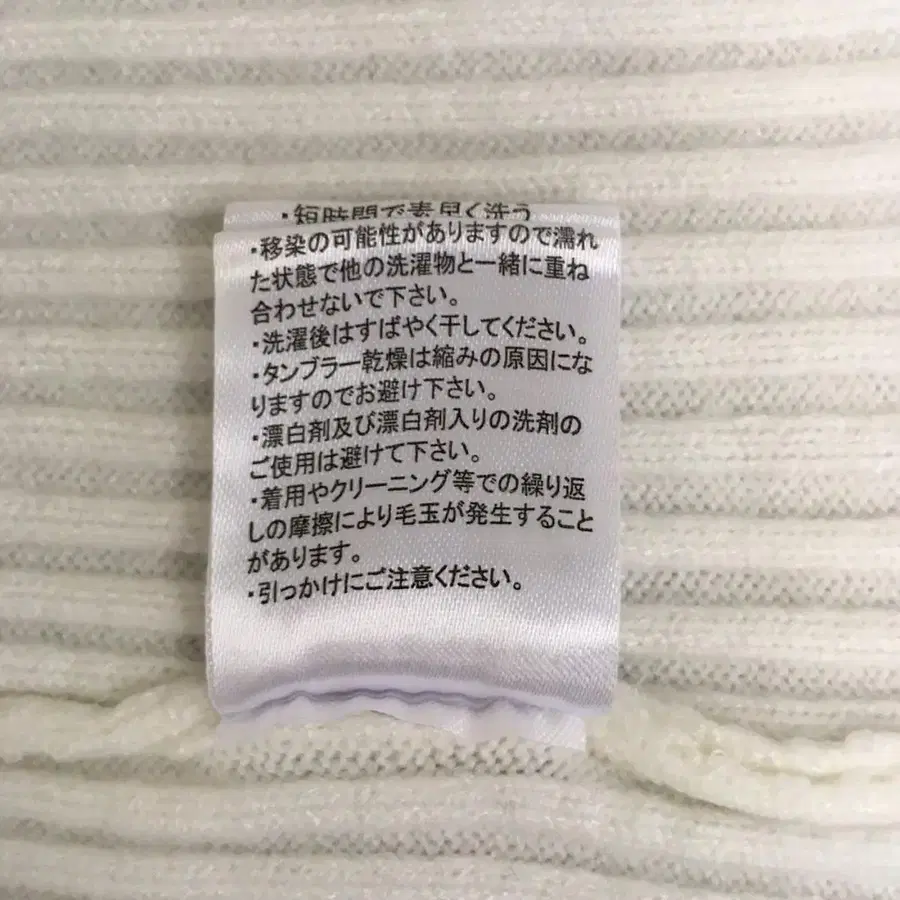 ・短時間で素早く洗う
・移染の可能性がありますので濡れ
た状態で他の洗濯物と一緒に重ね
合わせないで下さい。
・洗濯後はすばやく干してください。
・タンブラー乾燥は縮みの原因にな
りますのでお避け下さい。
・漂白剤及び漂白剤入りの洗剤の
ご使用は避けて下さい。
・着用やクリーニング等での繰り返
しの摩擦により毛玉が発生すること
があります。
・引っかけにご注意ください。